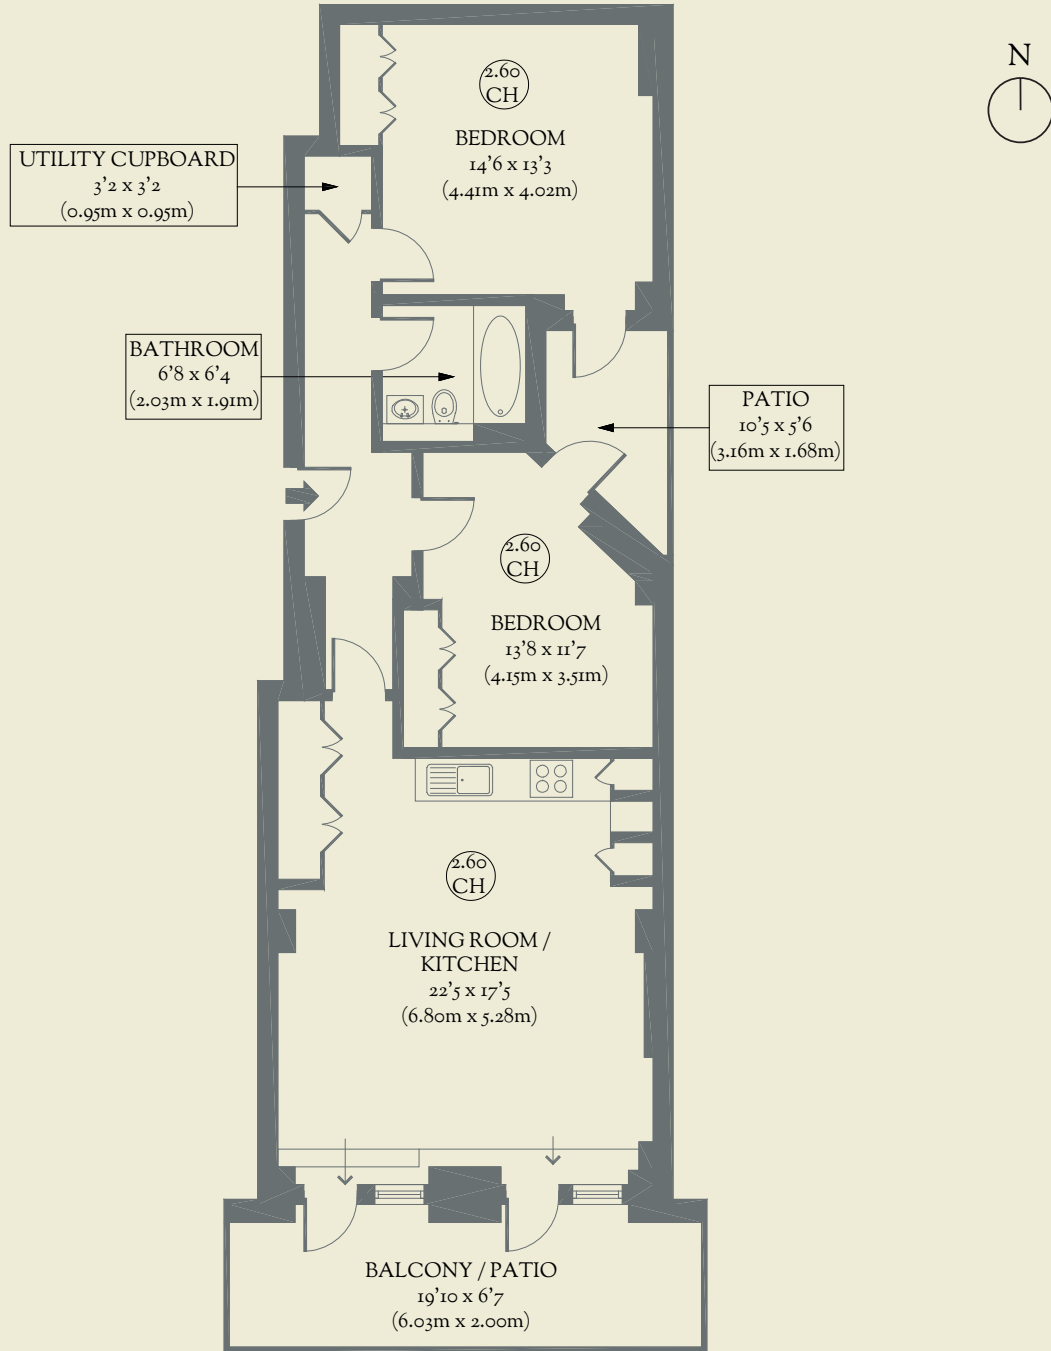 N
2.60
CH
BEDROOM
14'6 x 13'3
(4.41m x 4.02m)
UTILITY CUPBOARD
3'2 x 3'2
(0.95m x 0.95m)
BATHROOM
6'8 x 6'4
(2.03m x 1.91m)
PATIO
10'5 x 5'6
(3.16m x 1.68m)
2.60
CH
BEDROOM
13'8 x 11'7
(4.15m x 3.51m)
2.60
CH
LIVING ROOM /
KITCHEN
22'5 x 17'5
(6.80m x 5.28m)
BALCONY / PATIO
19'10 x 6'7
(6.03m x 2.00m)